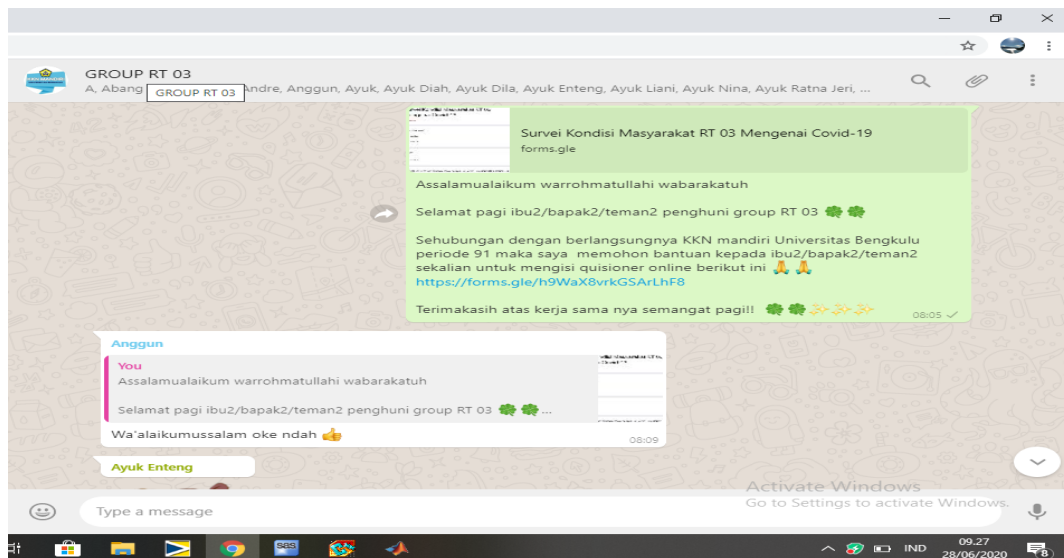 GROUP RT 03
A, Abang
GROUP RT 03
Andre, Anggun, Ayuk, Ayuk Diah, Ayuk Dila, Ayuk Enteng, Ayuk Liani, Ayuk Nina, Ayuk Ratna Jeri, ...
Survei Kondisi Masyarakat RT 03 Mengenai Covid-19
forms.gle
Assalamualaikum warrohmatullahi wabarakatuh
Selamat pagi ibu2/bapak2/teman2 penghuni group RT 03 🍀 🍀
Sehubungan dengan berlangsungnya KKN mandiri Universitas Bengkulu
periode 91 maka saya memohon bantuan kepada ibu2/bapak2/teman2
sekalian untuk mengisi quisioner online berikut ini 🙏 🙏
https://forms.gle/h9WaX8vrkGSArLhF8
Terimakasih atas kerja sama nya semangat pagi!! 🍀 🍀 ✨ ✨ ✨
08:05
Anggun
You
Assalamualaikum warrohmatullahi wabarakatuh
Selamat pagi ibu2/bapak2/teman2 penghuni group RT 03 🍀 🍀 ...
Wa'alaikumussalam oke ndah 👍
08:09
Ayuk Enteng
Activate Windows
Go to Settings to activate Windows.
Type a message
SAS
IND
09.27
28/06/2020